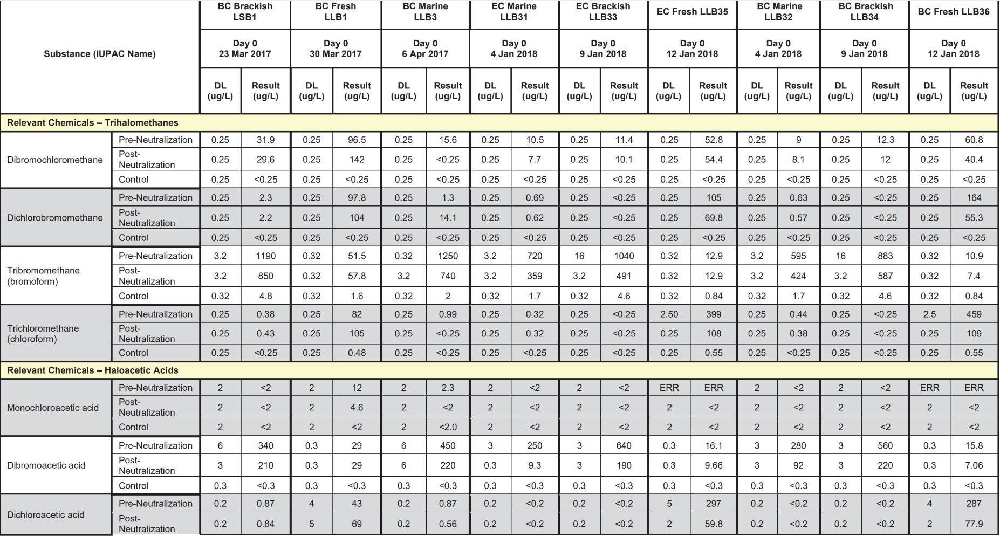 Substance (IUPAC Name)
BC Brackish LSB1 BC Fresh LLB1 BC Marine LLB3 EC Marine LLB31 EC Brackish LLB33 EC Fresh LLB35 BC Marine LLB32 BC Brackish LLB34 BC Fresh LLB36
Day 0 23 Mar 2017 Day 0 30 Mar 2017 Day 0 6 Apr 2017 Day 0 4 Jan 2018 Day 0 9 Jan 2018 Day 0 12 Jan 2018 Day 0 4 Jan 2018 Day 0 9 Jan 2018 Day 0 12 Jan 2018
DL (ug/L) Result (ug/L) DL (ug/L) Result (ug/L) DL (ug/L) Result (ug/L) DL (ug/L) Result (ug/L) DL (ug/L) Result (ug/L) DL (ug/L) Result (ug/L) DL (ug/L) Result (ug/L) DL (ug/L) Result (ug/L) DL (ug/L) Result (ug/L)
Relevant Chemicals – Trihalomethanes
Dibromochloromethane
Pre-Neutralization 0.25 31.9 0.25 96.5 0.25 15.6 0.25 10.5 0.25 11.4 0.25 52.8 0.25 9 0.25 12.3 0.25 60.8
Post-Neutralization 0.25 29.6 0.25 142 0.25 <0.25 0.25 7.7 0.25 10.1 0.25 54.4 0.25 8.1 0.25 12 0.25 40.4
Control 0.25 <0.25 0.25 <0.25 0.25 <0.25 0.25 <0.25 0.25 <0.25 0.25 <0.25 0.25 <0.25 0.25 <0.25 0.25 <0.25
Dichlorobromomethane
Pre-Neutralization 0.25 2.3 0.25 97.8 0.25 1.3 0.25 0.69 0.25 <0.25 0.25 105 0.25 0.63 0.25 <0.25 0.25 164
Post-Neutralization 0.25 2.2 0.25 104 0.25 14.1 0.25 0.62 0.25 <0.25 0.25 69.8 0.25 0.57 0.25 <0.25 0.25 55.3
Control 0.25 <0.25 0.25 <0.25 0.25 <0.25 0.25 <0.25 0.25 <0.25 0.25 <0.25 0.25 <0.25 0.25 <0.25 0.25 <0.25
Tribromomethane (bromoform)
Pre-Neutralization 3.2 1190 0.32 51.5 0.32 1250 3.2 720 16 1040 0.32 12.9 3.2 595 16 883 0.32 10.9
Post-Neutralization 3.2 850 0.32 57.8 3.2 740 3.2 359 3.2 491 0.32 12.9 3.2 424 3.2 587 0.32 7.4
Control 0.32 4.8 0.32 1.6 0.32 2 0.32 1.7 0.32 4.6 0.32 0.84 0.32 1.7 0.32 4.6 0.32 0.84
Trichloromethane (chloroform)
Pre-Neutralization 0.25 0.38 0.25 82 0.25 0.99 0.25 0.32 0.25 <0.25 2.50 399 0.25 0.44 0.25 <0.25 2.5 459
Post-Neutralization 0.25 0.43 0.25 105 0.25 <0.25 0.25 0.32 0.25 <0.25 0.25 108 0.25 0.38 0.25 <0.25 0.25 109
Control 0.25 <0.25 0.25 0.48 0.25 <0.25 0.25 <0.25 0.25 <0.25 0.25 0.55 0.25 <0.25 0.25 <0.25 0.25 0.55
Relevant Chemicals – Haloacetic Acids
Monochloroacetic acid
Pre-Neutralization 2 <2 2 12 2 2.3 2 <2 2 <2 ERR ERR 2 <2 2 <2 ERR ERR
Post-Neutralization 2 <2 2 4.6 2 <2 2 <2 2 <2 2 <2 2 <2 2 <2 2 <2
Control 2 <2 2 <2 2 <2.0 2 <2 2 <2 2 <2 2 <2 2 <2 2 <2
Dibromoacetic acid
Pre-Neutralization 6 340 0.3 29 6 450 3 250 3 640 0.3 16.1 3 280 3 560 0.3 15.8
Post-Neutralization 3 210 0.3 29 6 220 0.3 9.3 3 190 0.3 9.66 3 92 3 220 0.3 7.06
Control 0.3 <0.3 0.3 <0.3 0.3 <0.3 0.3 <0.3 0.3 <0.3 0.3 <0.3 0.3 <0.3 0.3 <0.3 0.3 <0.3
Dichloroacetic acid
Pre-Neutralization 0.2 0.87 4 43 0.2 0.87 0.2 <0.2 0.2 <0.2 5 297 0.2 <0.2 0.2 <0.2 4 287
Post-Neutralization 0.2 0.84 5 69 0.2 0.56 0.2 <0.2 0.2 <0.2 2 59.8 0.2 <0.2 0.2 <0.2 2 77.9